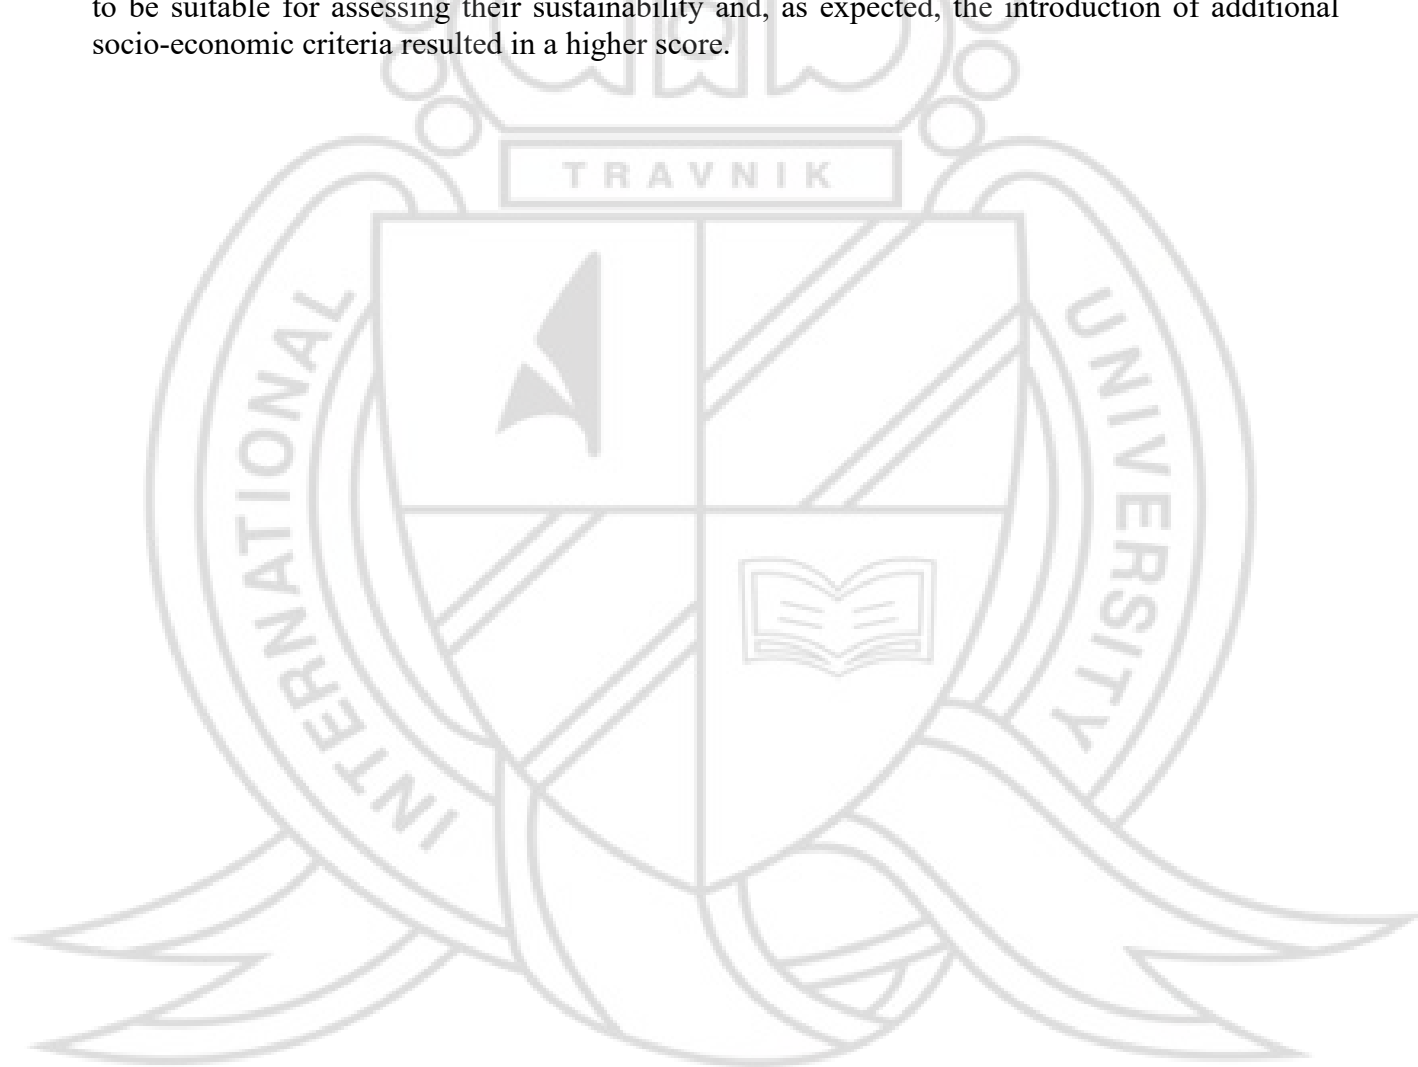 to be suitable for assessing their sustainability and, as expected, the introduction of additional
socio-economic criteria resulted in a higher score.
TRAVNIK
INTERNATIONAL
UNIVERSITY